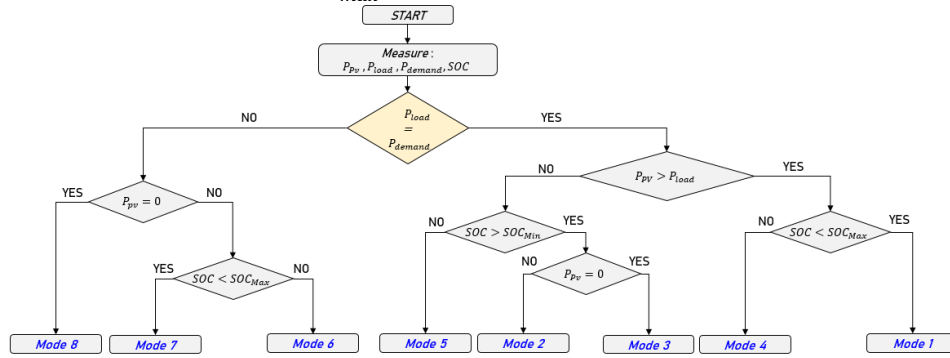 START
Measure :
P_Pv , P_load , P_demand, SOC
P_load
=
P_demand
NO
YES
P_PV > P_load
NO
YES
P_pv = 0
YES
NO
SOC > SOC_Min
NO
YES
SOC < SOC_Max
NO
YES
SOC < SOC_Max
YES
NO
P_Pv = 0
NO
YES
Mode 8
Mode 7
Mode 6
Mode 5
Mode 2
Mode 3
Mode 4
Mode 1